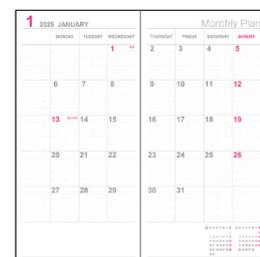 1 2025 JANUARY Monthly Plan
MONDAY TUESDAY WEDNESDAY THURSDAY FRIDAY SATURDAY SUNDAY
1 2 3 4 5
6 7 8 9 10 11 12
13 14 15 16 17 18 19
20 21 22 23 24 25 26
27 28 29 30 31